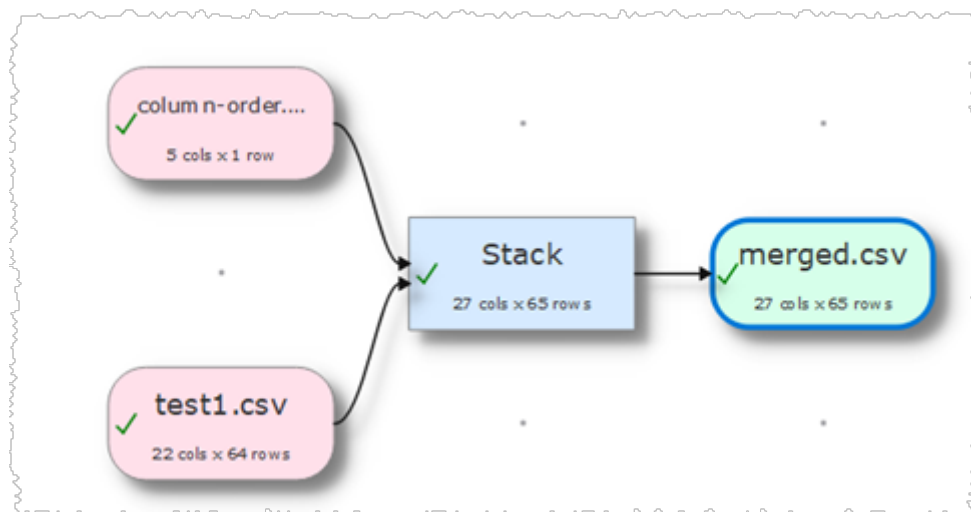 column-order....
5 cols x 1 row
Stack
27 cols x 65 rows
merged.csv
27 cols x 65 rows
test1.csv
22 cols x 64 rows